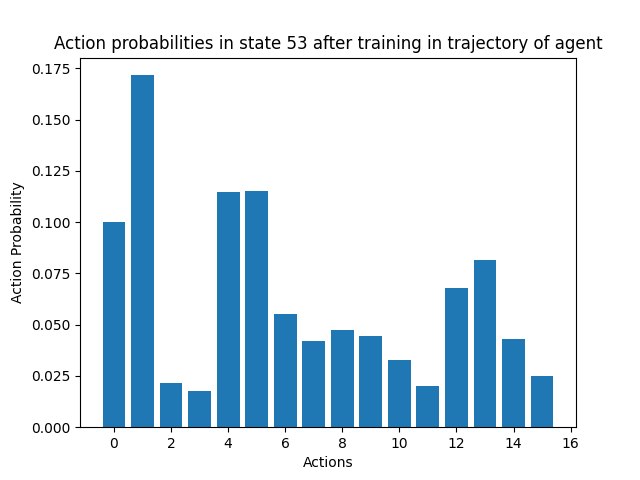 Action probabilities in state 53 after training in trajectory of agent
0.175
0.150
0.125
0.100
0.075
0.050
0.025
0.000
Action Probability
0 2 4 6 8 10 12 14 16
Actions